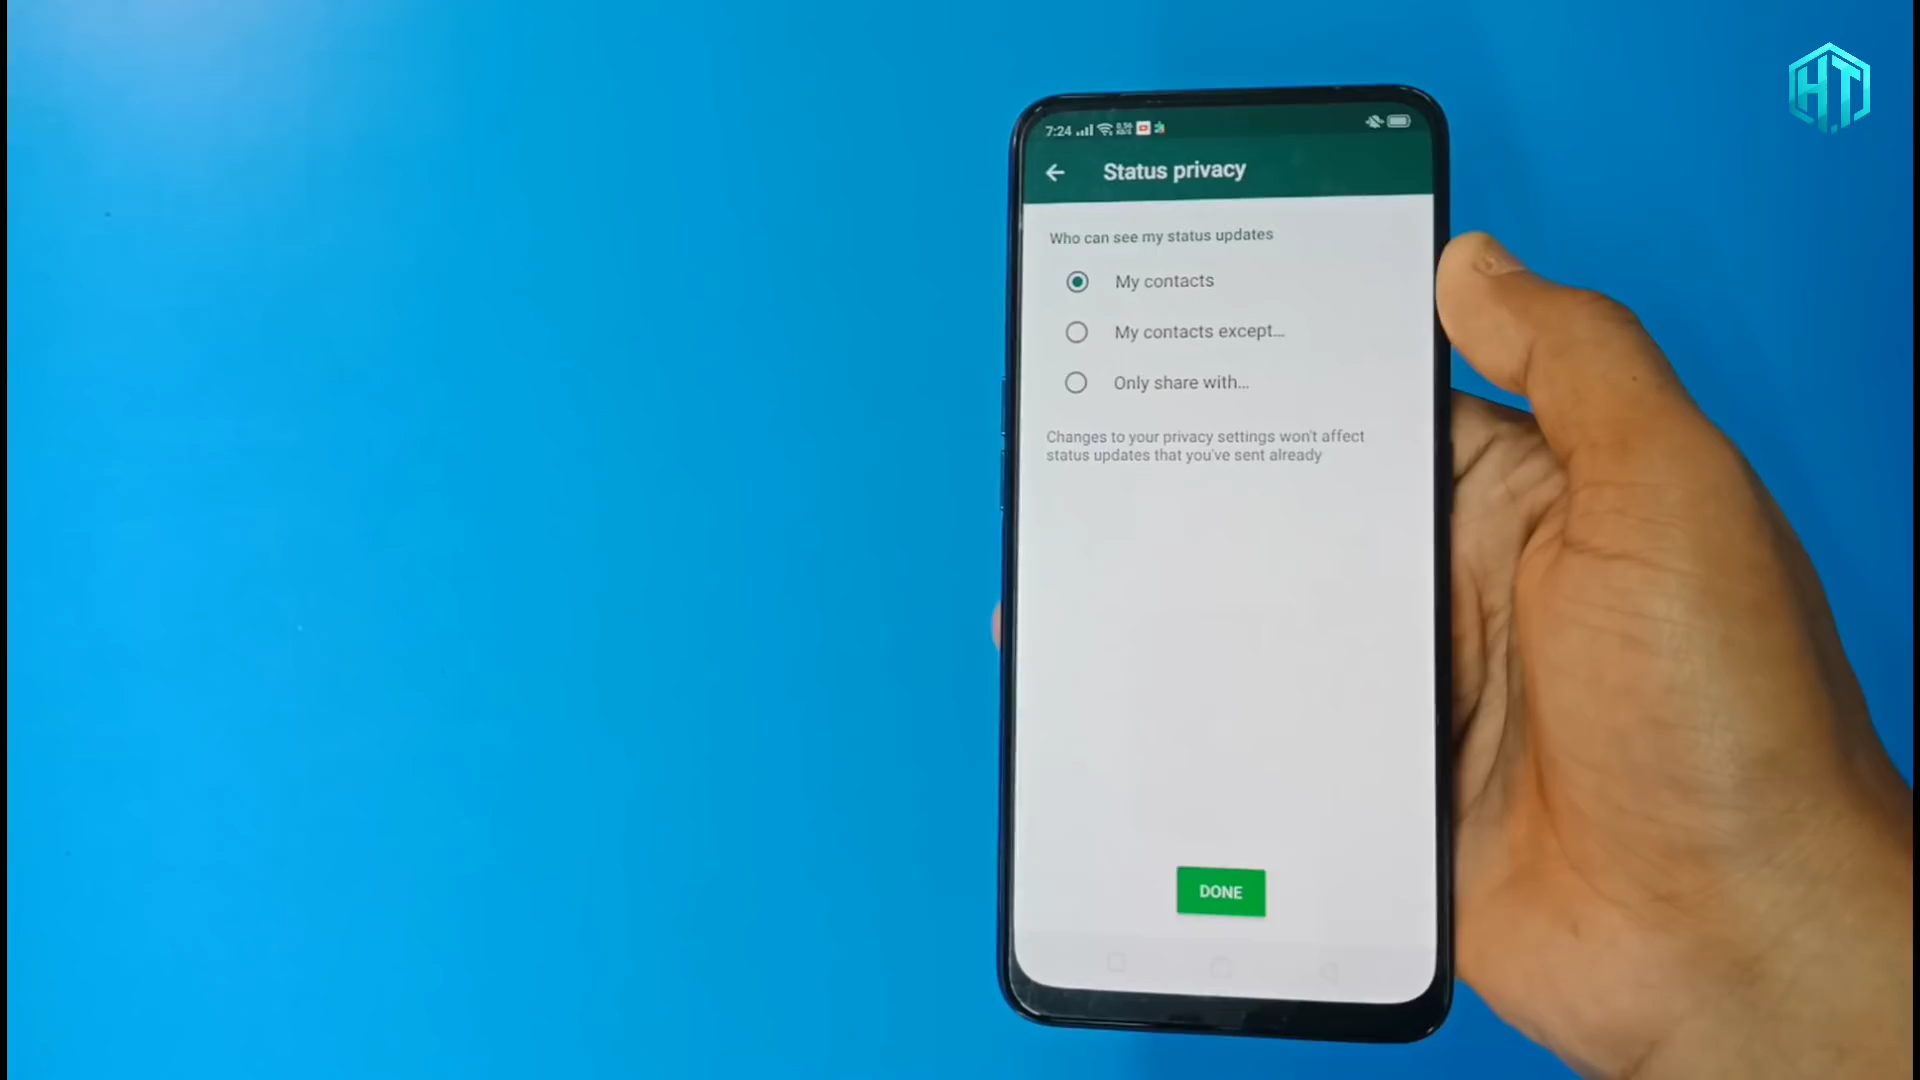 HT
7:24
Status privacy
Who can see my status updates
My contacts
My contacts except...
Only share with...
Changes to your privacy settings won't affect
status updates that you've sent already
DONE